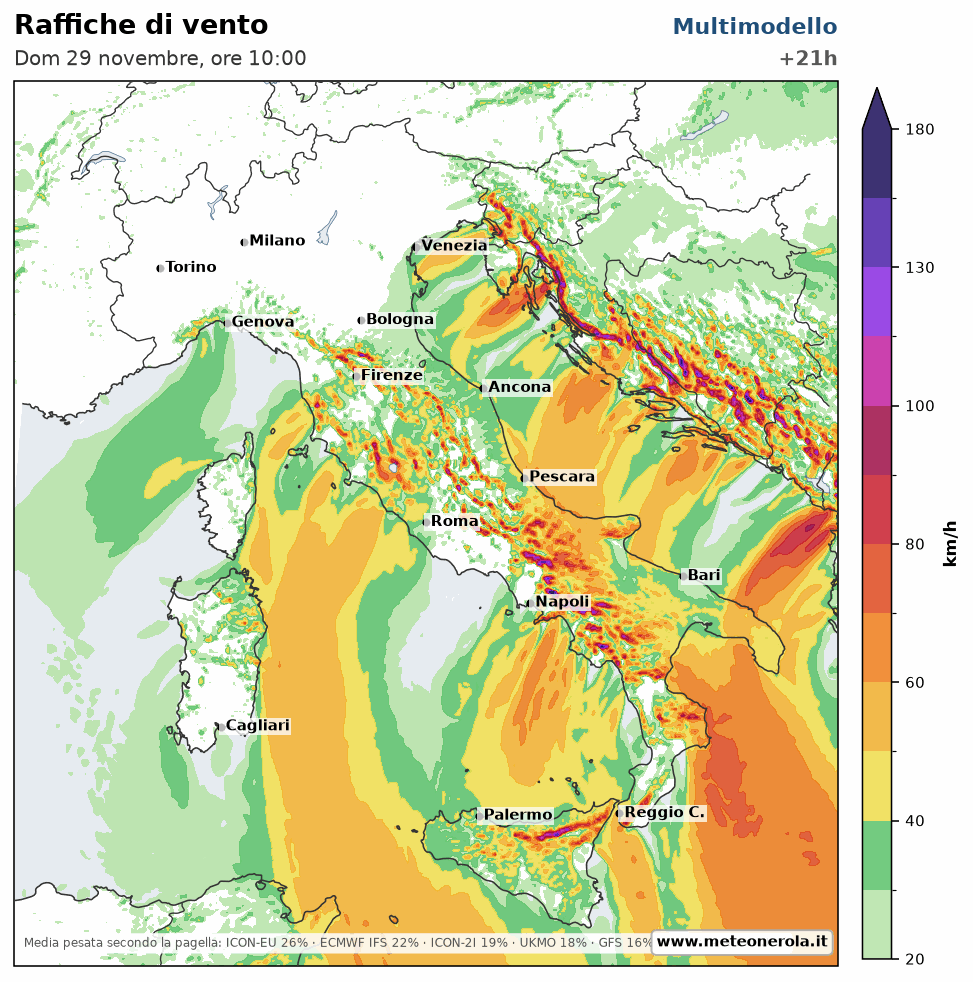 Raffiche di vento
Multimodello
Dom 29 novembre, ore 10:00
+21h
180
130
100
80
60
40
20
km/h
Venezia
Milano
Torino
Genova
Bologna
Firenze
Ancona
Pescara
Roma
Bari
Napoli
Cagliari
Palermo
Reggio C.
Media pesata secondo la pagella: ICON-EU 26% · ECMWF IFS 22% · ICON-2I 19% · UKMO 18% · GFS 16%
www.meteonerola.it